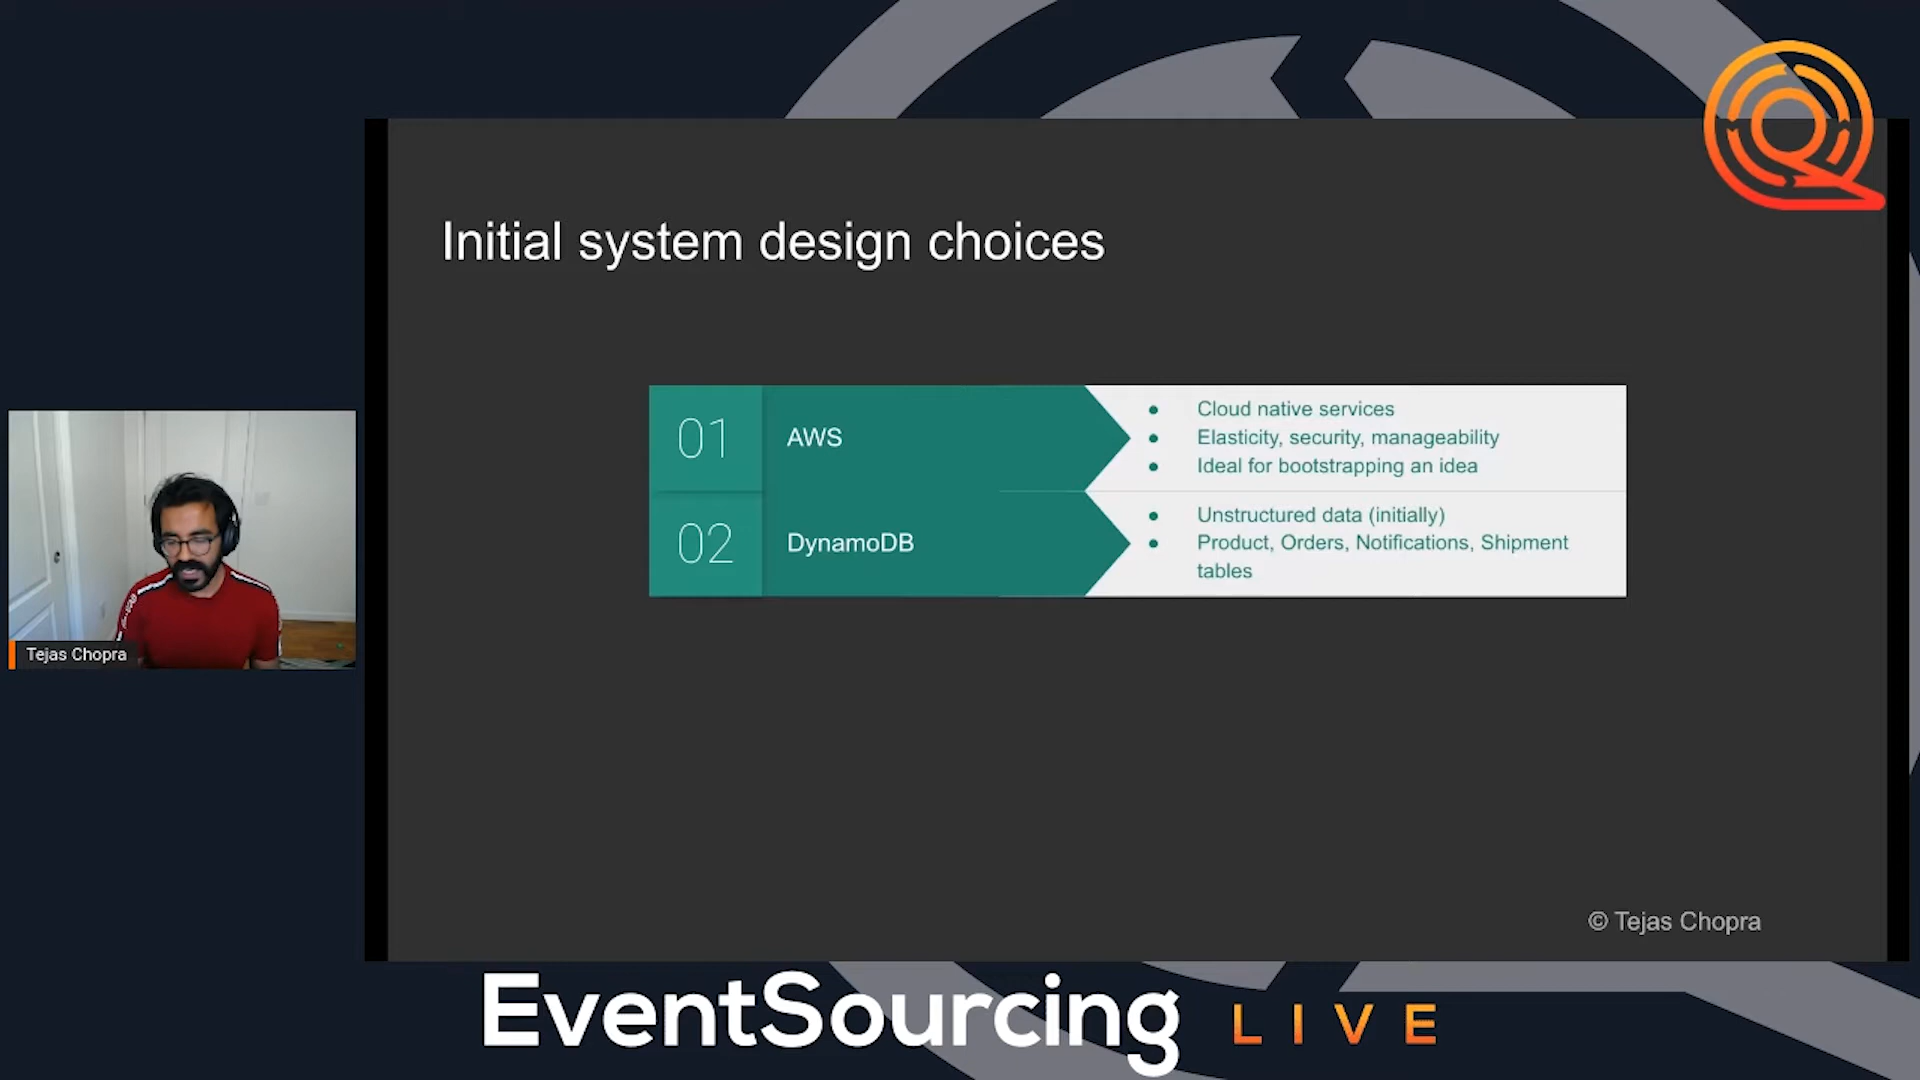 Initial system design choices
01
AWS
Cloud native services
Elasticity, security, manageability
Ideal for bootstrapping an idea
02
DynamoDB
Unstructured data (initially)
Product, Orders, Notifications, Shipment
tables
Tejas Chopra
© Tejas Chopra
EventSourcing LIVE